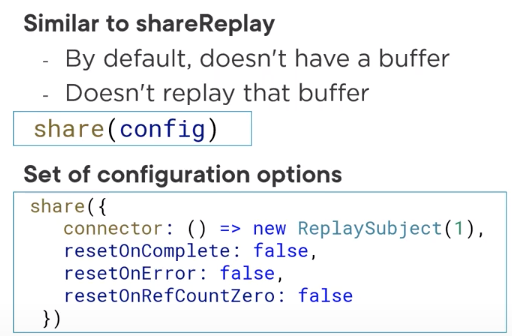 Similar to shareReplay
- By default, doesn't have a buffer
- Doesn't replay that buffer
share(config)
Set of configuration options
share({
connector: () => new ReplaySubject(1),
resetOnComplete: false,
resetOnError: false,
resetOnRefCountZero: false
})